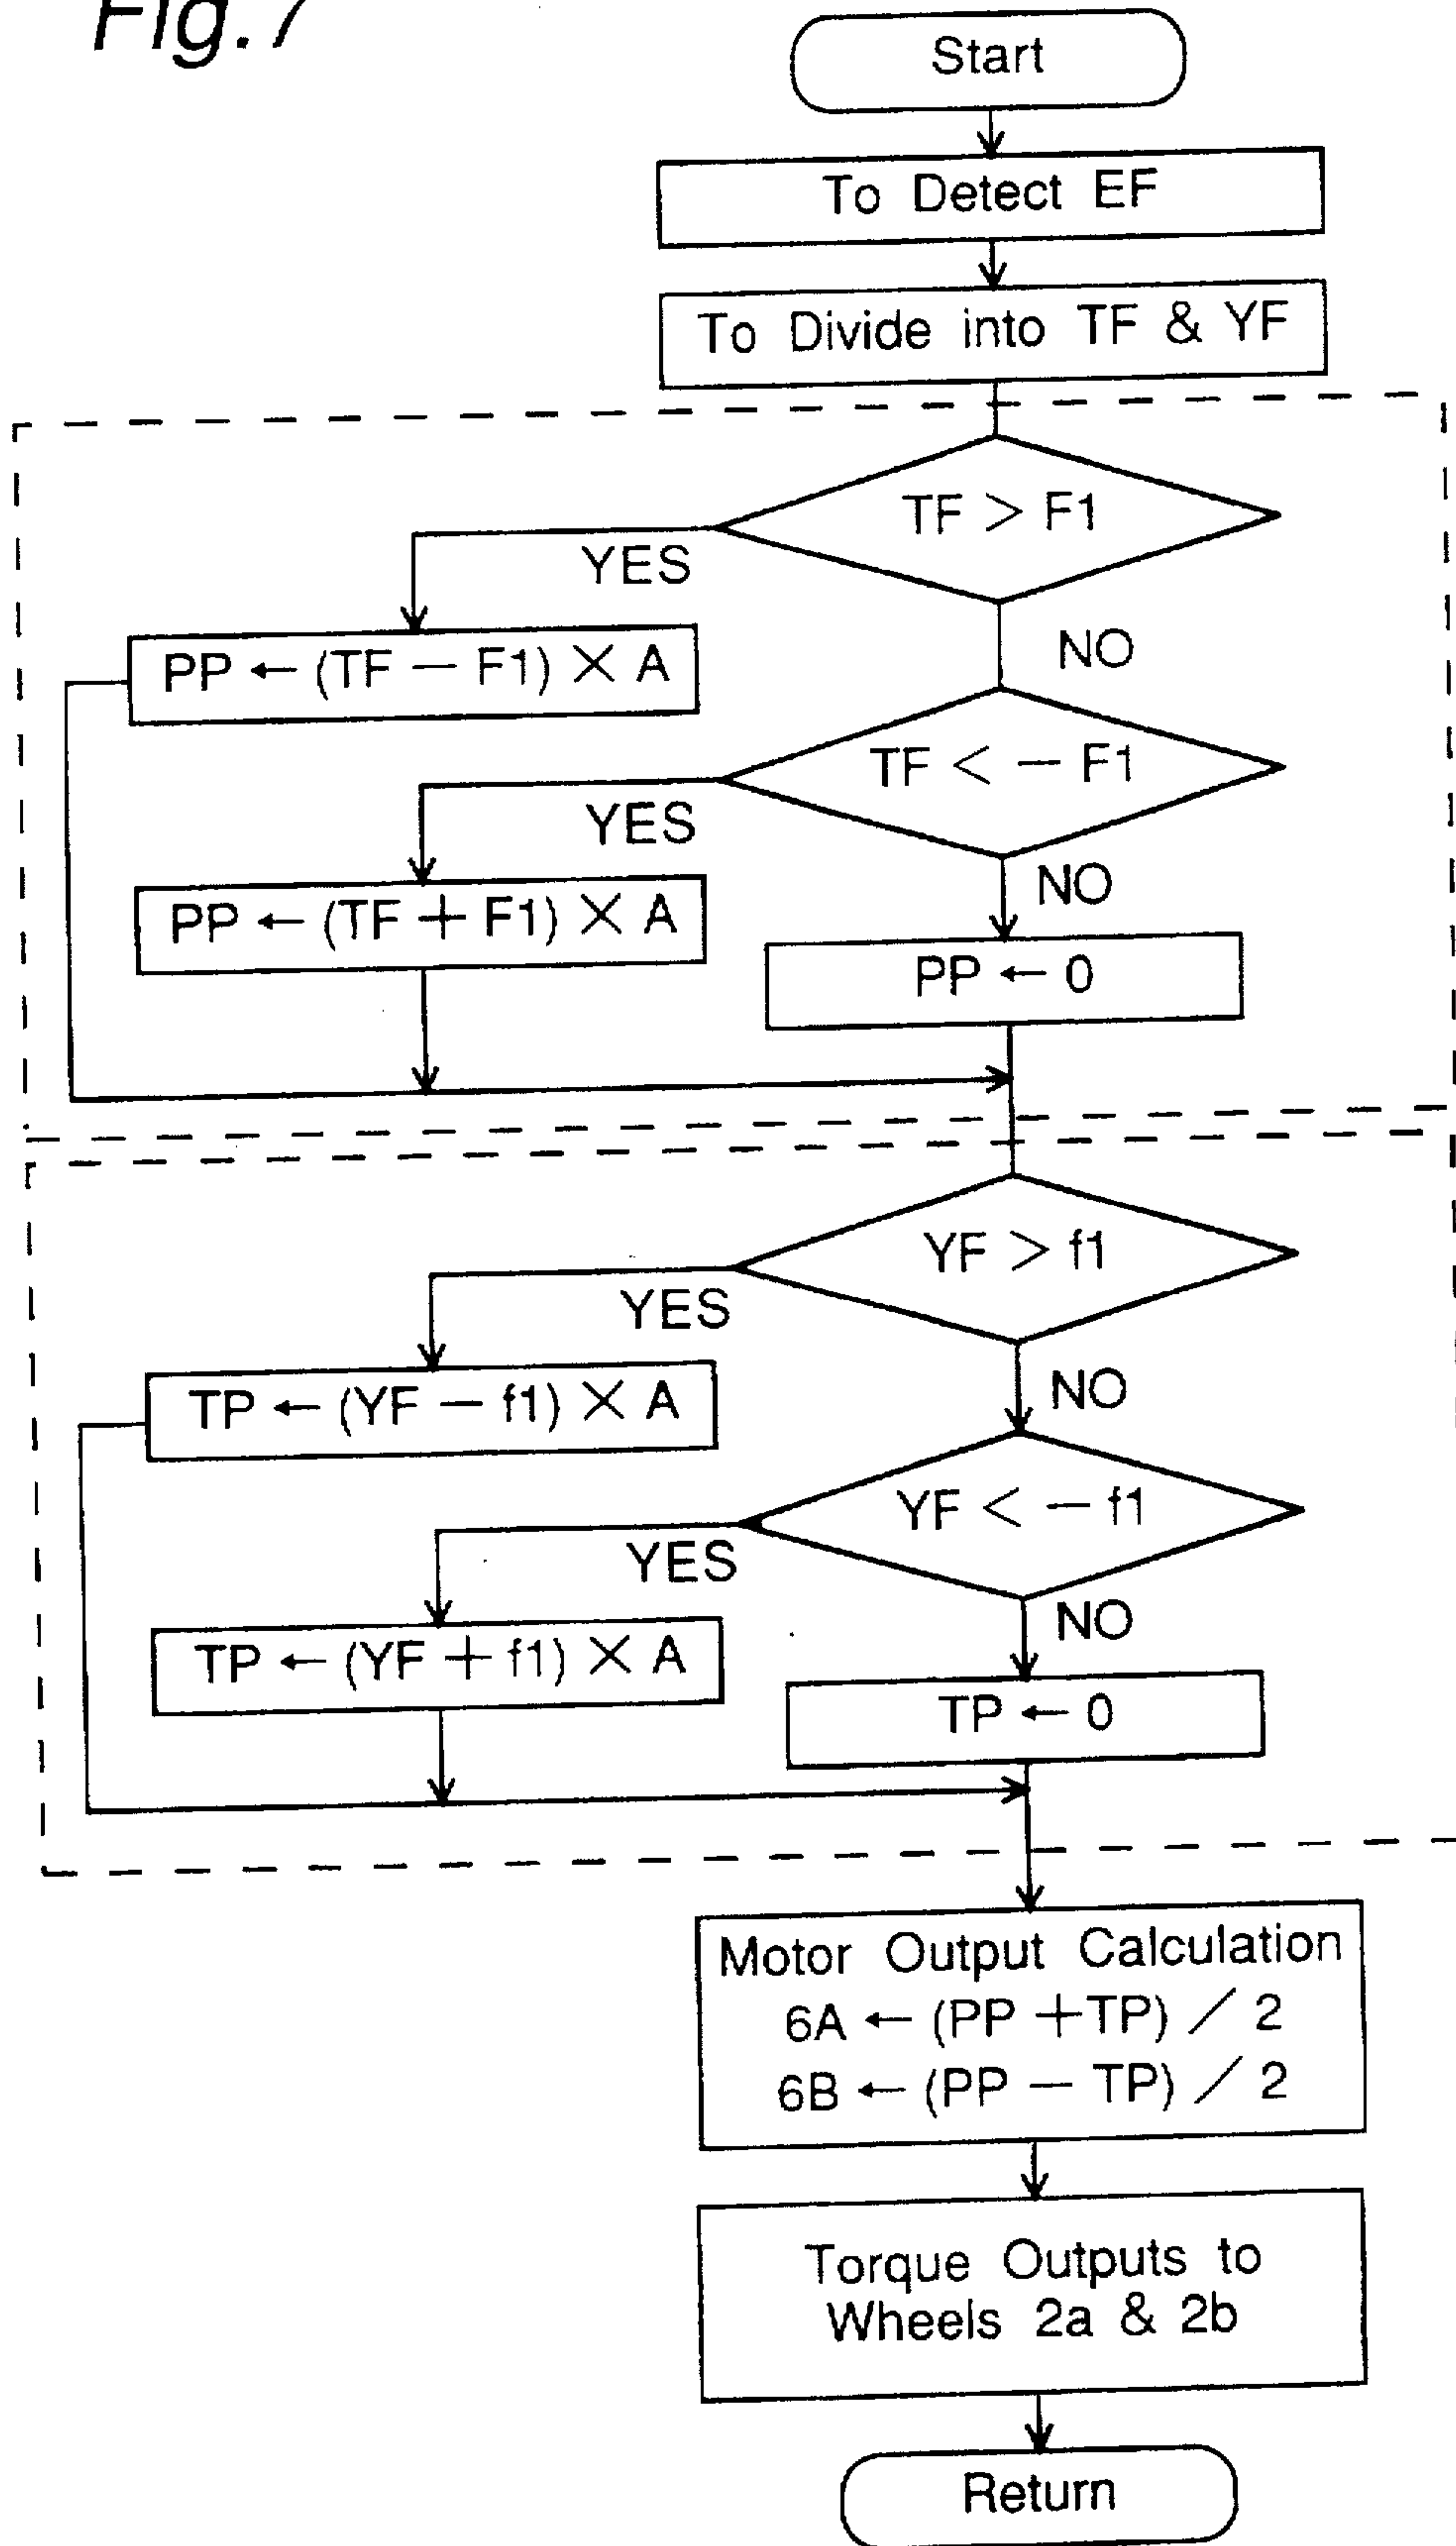 Fig. 7
Start
To Detect EF
To Divide into TF & YF
TF > F1
YES
NO
PP ← (TF − F1) × A
TF < − F1
YES
NO
PP ← (TF + F1) × A
PP ← 0
YF > f1
YES
NO
TP ← (YF − f1) × A
YF < − f1
YES
NO
TP ← (YF + f1) × A
TP ← 0
Motor Output Calculation
6A ← (PP + TP) / 2
6B ← (PP − TP) / 2
Torque Outputs to
Wheels 2a & 2b
Return